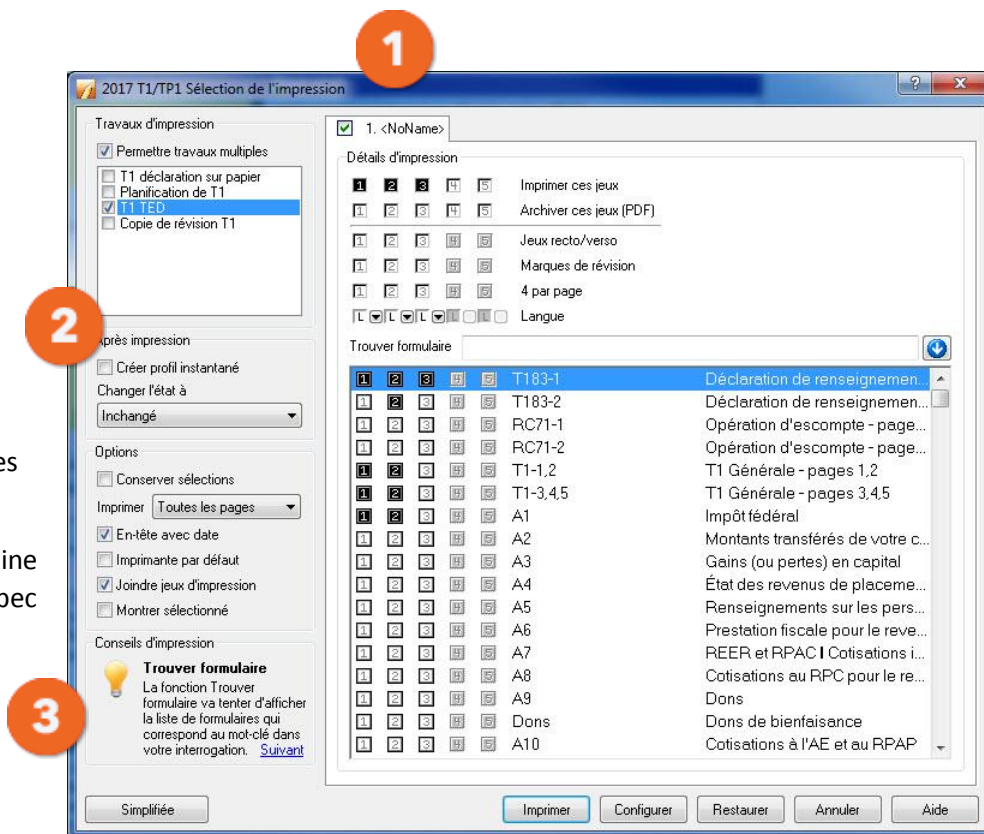 1
2017 T1/TP1 Sélection de l'impression
Travaux d'impression
Permettre travaux multiples
T1 déclaration sur papier
Planification de T1
T1 TED
Copie de révision T1
2
Après impression
Créer profil instantané
Changer l'état à
Inchangé
es
Options
Conserver sélections
Imprimer Toutes les pages
ine
En-tête avec date
Imprimante par défaut
bec
Joindre jeux d'impression
Montrer sélectionné
Conseils d'impression
3
Trouver formulaire
La fonction Trouver
formulaire va tenter d'afficher
la liste de formulaires qui
correspond au mot-clé dans
votre interrogation. Suivant
1. <NoName>
Détails d'impression
1 2 3 4 5 Imprimer ces jeux
1 2 3 4 5 Archiver ces jeux (PDF)
1 2 3 4 5 Jeux recto/verso
1 2 3 4 5 Marques de révision
1 2 3 4 5 4 par page
L L L L L Langue
Trouver formulaire
1 2 3 4 5 T183-1 Déclaration de renseignemen...
1 2 3 4 5 T183-2 Déclaration de renseignemen...
1 2 3 4 5 RC71-1 Opération d'escompte - page...
1 2 3 4 5 RC71-2 Opération d'escompte - page...
1 2 3 4 5 T1-1,2 T1 Générale - pages 1,2
1 2 3 4 5 T1-3,4,5 T1 Générale - pages 3,4,5
1 2 3 4 5 A1 Impôt fédéral
1 2 3 4 5 A2 Montants transférés de votre c...
1 2 3 4 5 A3 Gains (ou pertes) en capital
1 2 3 4 5 A4 État des revenus de placeme...
1 2 3 4 5 A5 Renseignements sur les pers...
1 2 3 4 5 A6 Prestation fiscale pour le reve...
1 2 3 4 5 A7 REER et RPAC I Cotisations i...
1 2 3 4 5 A8 Cotisations au RPC pour le re...
1 2 3 4 5 A9 Dons
1 2 3 4 5 Dons Dons de bienfaisance
1 2 3 4 5 A10 Cotisations à l'AE et au RPAP
Simplifiée Imprimer Configurer Restaurer Annuler Aide